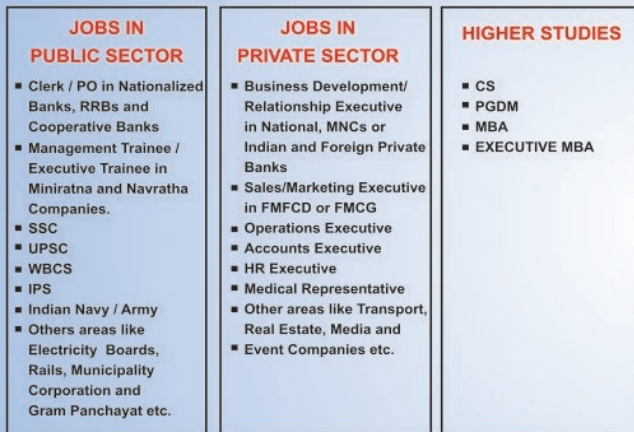 JOBS IN
PUBLIC SECTOR
▪ Clerk / PO in Nationalized
Banks, RRBs and
Cooperative Banks
▪ Management Trainee /
Executive Trainee in
Miniratna and Navratha
Companies.
▪ SSC
▪ UPSC
▪ WBCS
▪ IPS
▪ Indian Navy / Army
▪ Others areas like
Electricity Boards,
Rails, Municipality
Corporation and
Gram Panchayat etc.
JOBS IN
PRIVATE SECTOR
▪ Business Development/
Relationship Executive
in National, MNCs or
Indian and Foreign Private
Banks
▪ Sales/Marketing Executive
in FMFCD or FMCG
▪ Operations Executive
▪ Accounts Executive
▪ HR Executive
▪ Medical Representative
▪ Other areas like Transport,
Real Estate, Media and
▪ Event Companies etc.
HIGHER STUDIES
▪ CS
▪ PGDM
▪ MBA
▪ EXECUTIVE MBA